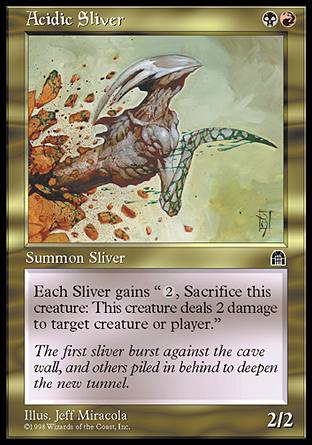 Acidic Sliver
Summon Sliver
Each Sliver gains “2, Sacrifice this
creature: This creature deals 2 damage
to target creature or player.”
The first sliver burst against the cave
wall, and others piled in behind to deepen
the new tunnel.
Illus. Jeff Miracola
©1998 Wizards of the Coast, Inc.
2/2